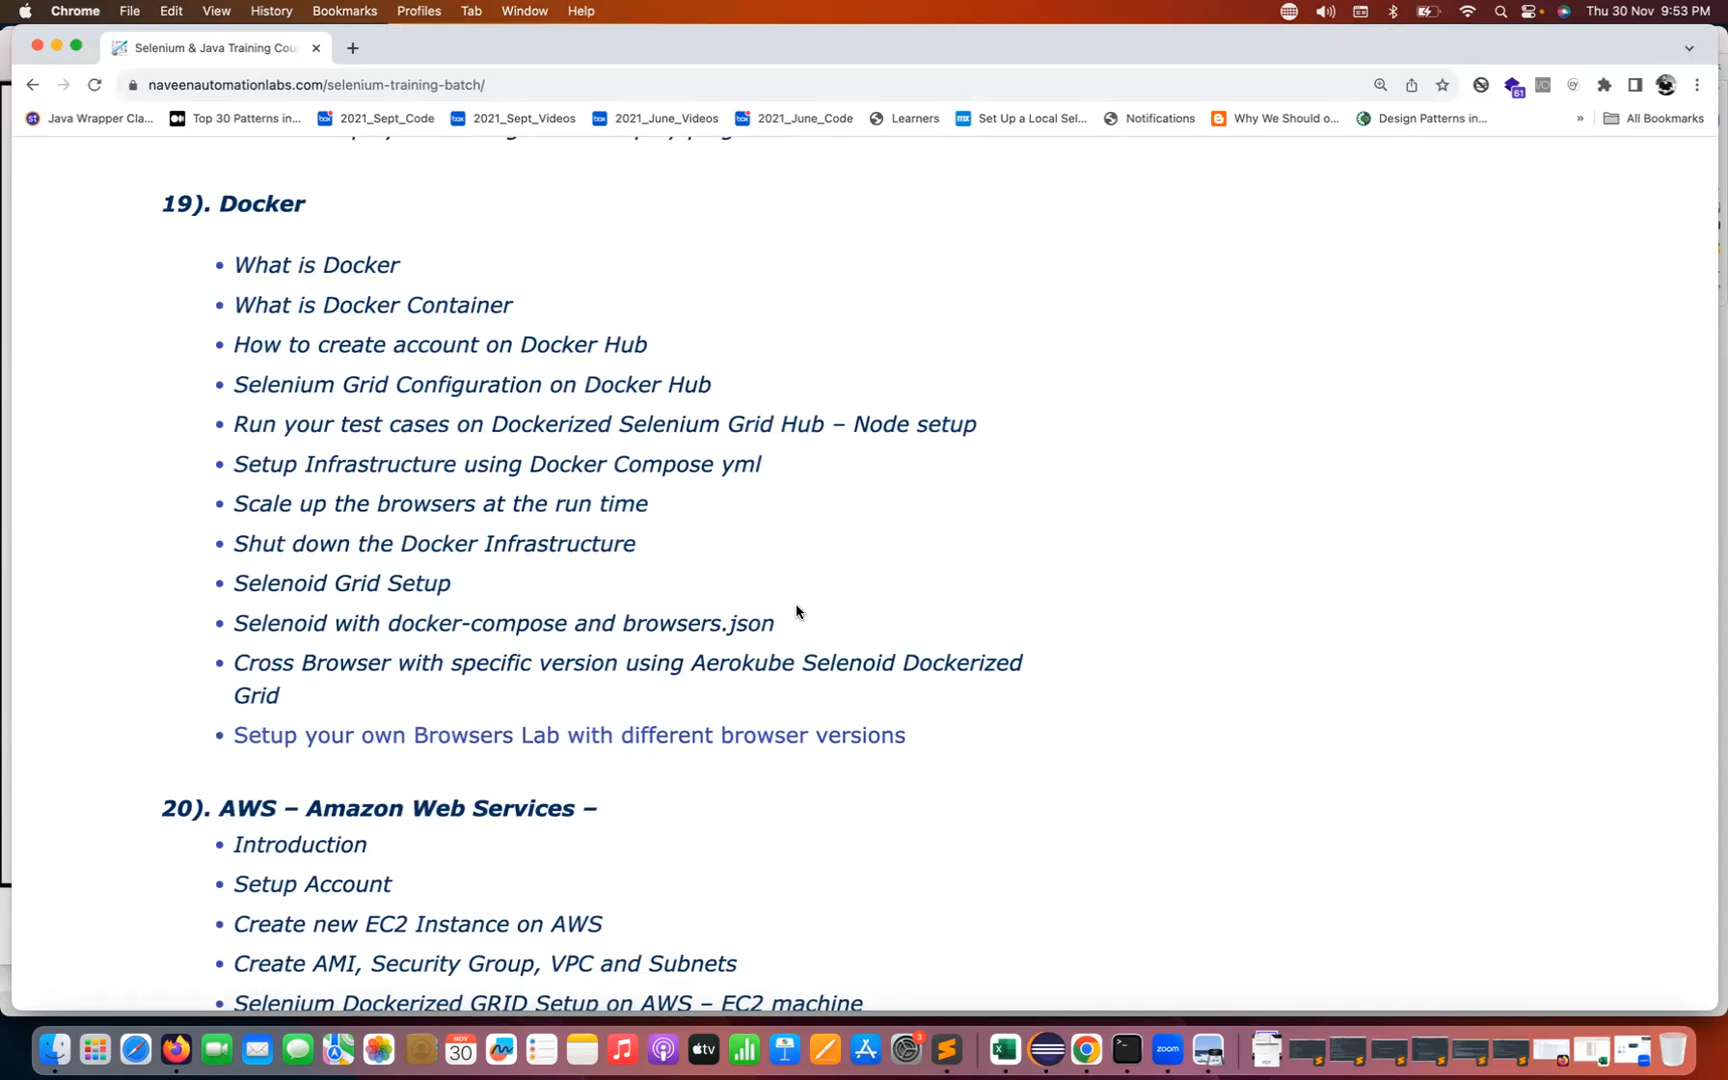 Chrome File Edit View History Bookmarks Profiles Tab Window Help Thu 30 Nov 9:53 PM
Selenium & Java Training Cou
naveenautomationlabs.com/selenium-training-batch/
61
Java Wrapper Cla... Top 30 Patterns in... 2021_Sept_Code 2021_Sept_Videos 2021_June_Videos 2021_June_Code Learners Set Up a Local Sel... Notifications Why We Should o... Design Patterns in... » All Bookmarks
19). Docker
• What is Docker
• What is Docker Container
• How to create account on Docker Hub
• Selenium Grid Configuration on Docker Hub
• Run your test cases on Dockerized Selenium Grid Hub – Node setup
• Setup Infrastructure using Docker Compose yml
• Scale up the browsers at the run time
• Shut down the Docker Infrastructure
• Selenoid Grid Setup
• Selenoid with docker-compose and browsers.json
• Cross Browser with specific version using Aerokube Selenoid Dockerized
Grid
• Setup your own Browsers Lab with different browser versions
20). AWS – Amazon Web Services –
• Introduction
• Setup Account
• Create new EC2 Instance on AWS
• Create AMI, Security Group, VPC and Subnets
• Selenium Dockerized GRID Setup on AWS – EC2 machine
NOV
30
tv
3
zoom